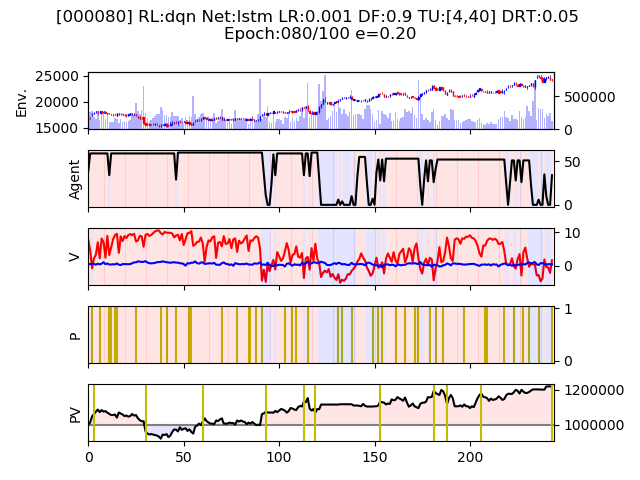 [000080] RL:dqn Net:lstm LR:0.001 DF:0.9 TU:[4,40] DRT:0.05
Epoch:080/100 e=0.20
Env.
25000
20000
15000
500000
0
Agent
50
0
V
10
0
P
1
0
PV
1200000
1000000
0
50
100
150
200